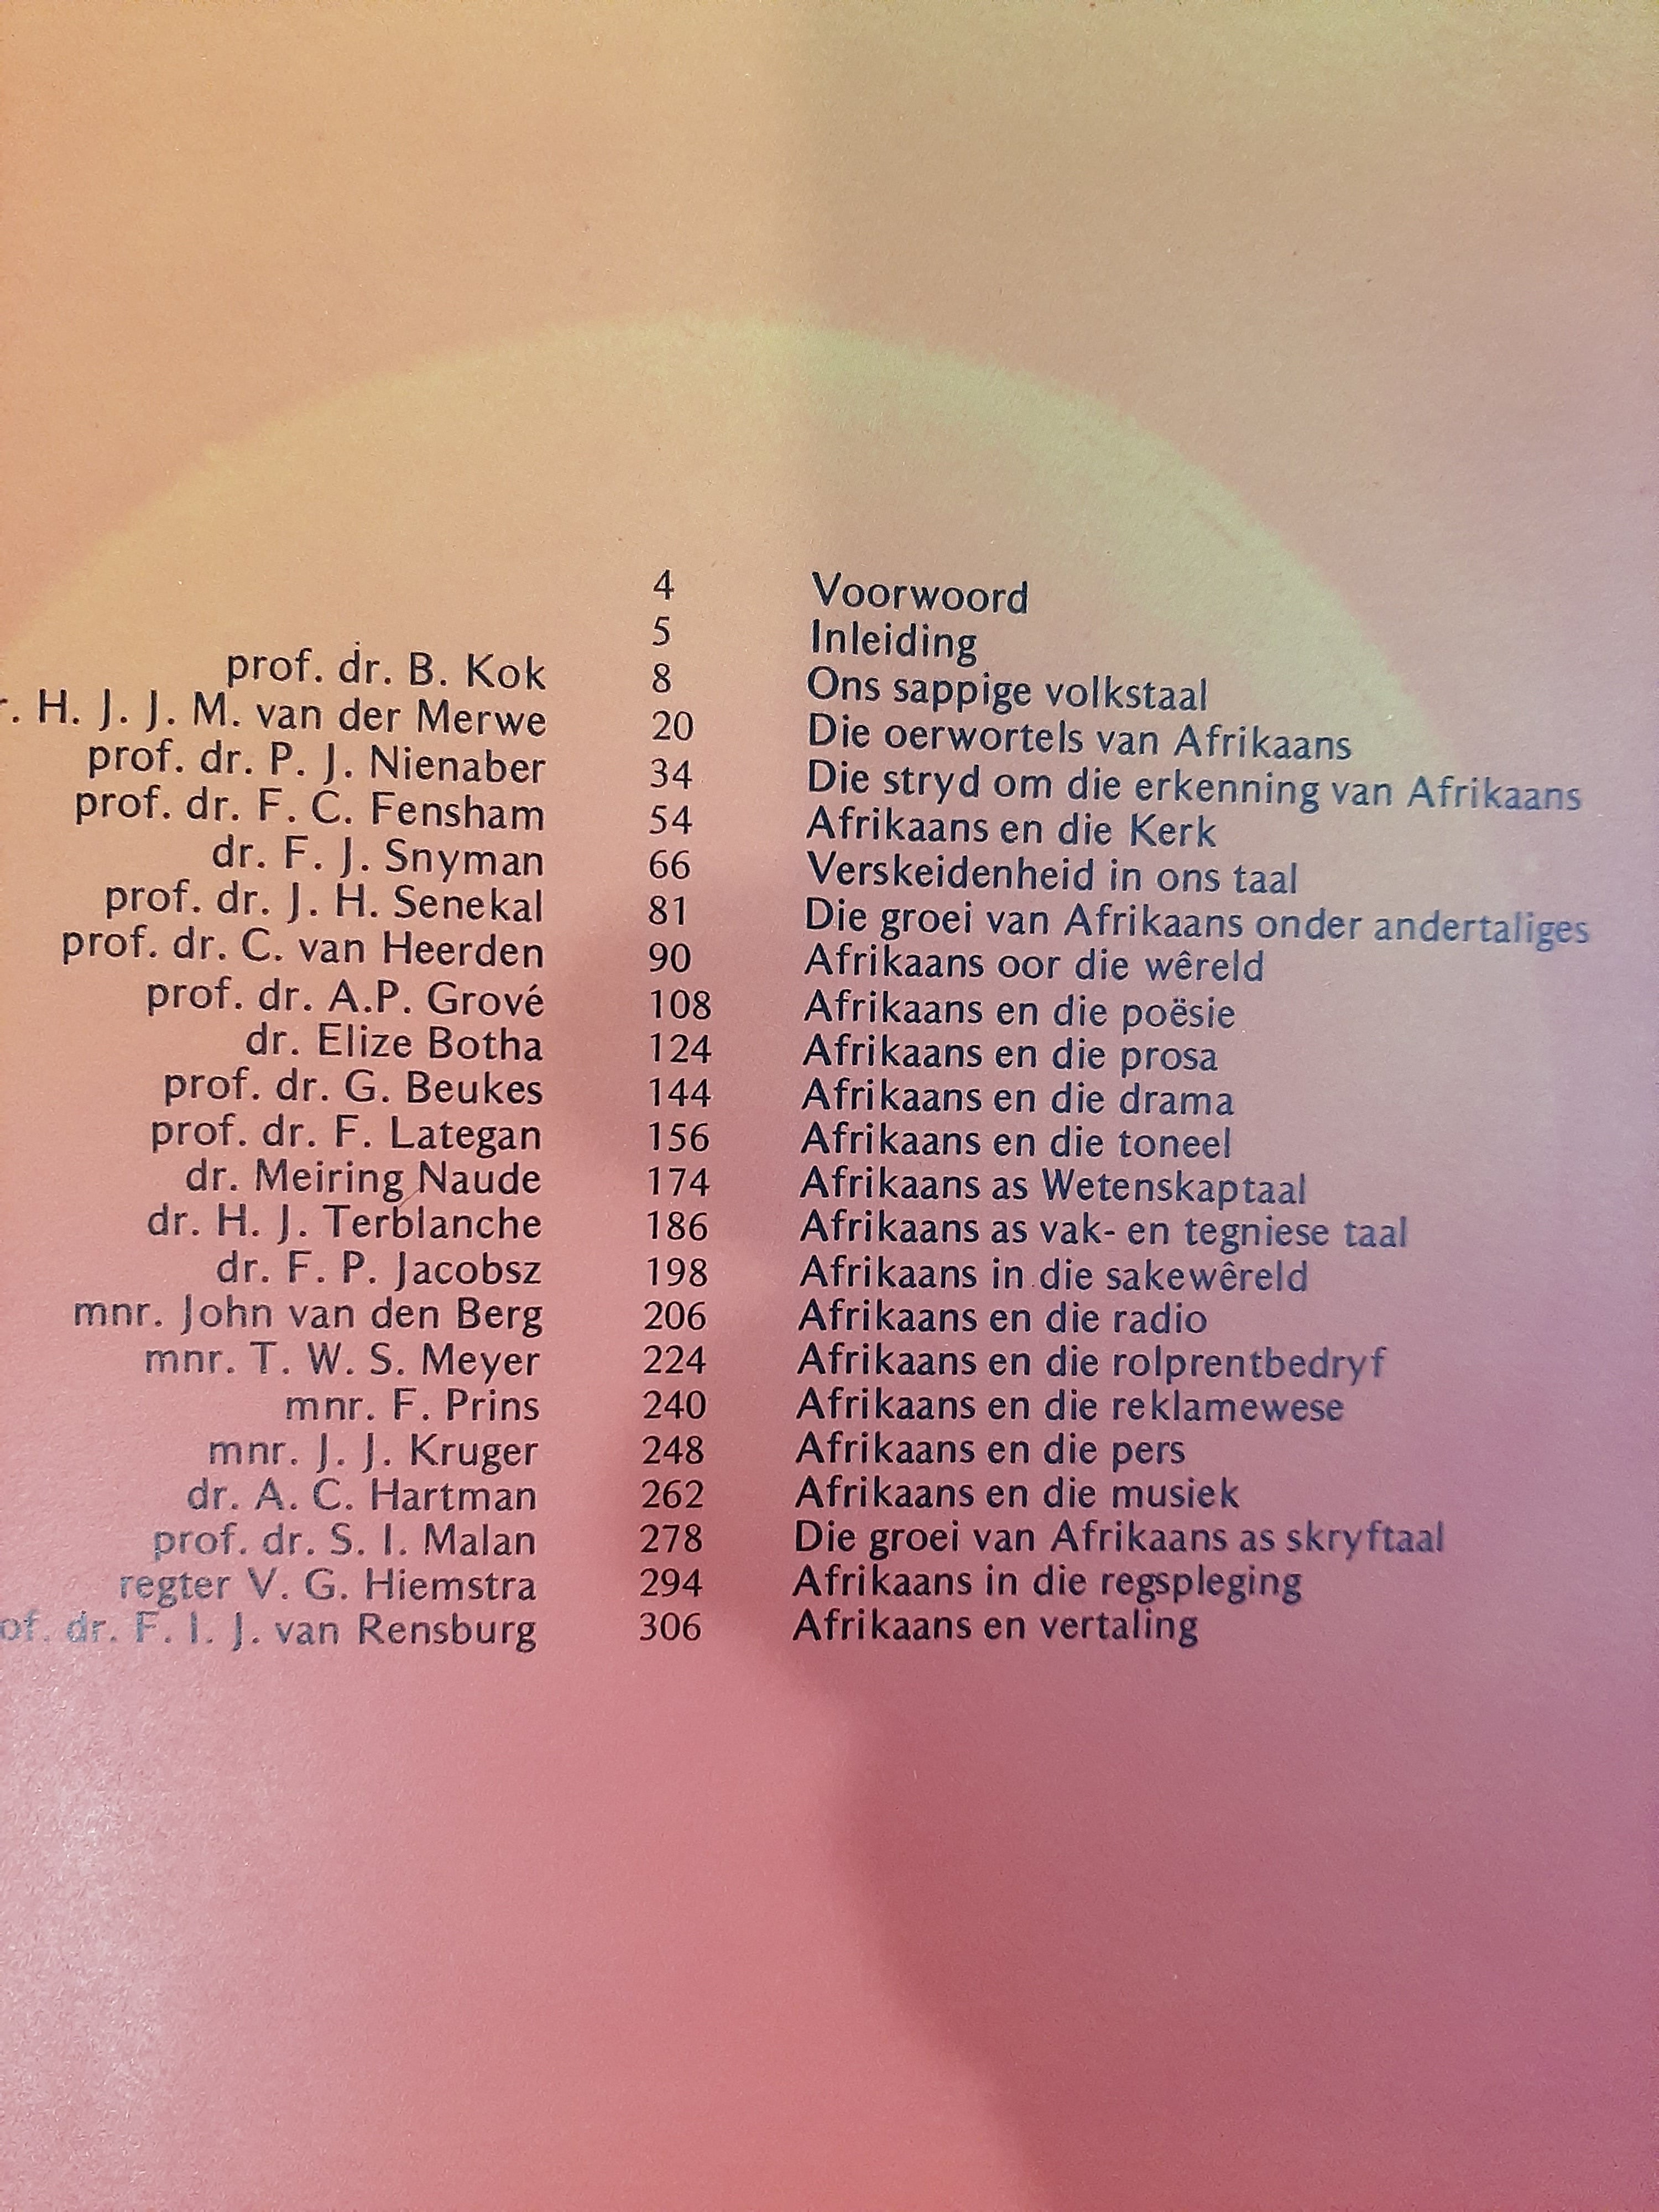 4 Voorwoord
5 Inleiding
prof. dr. B. Kok 8 Ons sappige volkstaal
H. J. J. M. van der Merwe 20 Die oerwortels van Afrikaans
prof. dr. P. J. Nienaber 34 Die stryd om die erkenning van Afrikaans
prof. dr. F. C. Fensham 54 Afrikaans en die Kerk
dr. F. J. Snyman 66 Verskeidenheid in ons taal
prof. dr. J. H. Senekal 81 Die groei van Afrikaans onder andertaliges
prof. dr. C. van Heerden 90 Afrikaans oor die wêreld
prof. dr. A.P. Grové 108 Afrikaans en die poësie
dr. Elize Botha 124 Afrikaans en die prosa
prof. dr. G. Beukes 144 Afrikaans en die drama
prof. dr. F. Lategan 156 Afrikaans en die toneel
dr. Meiring Naude 174 Afrikaans as Wetenskaptaal
dr. H. J. Terblanche 186 Afrikaans as vak- en tegniese taal
dr. F. P. Jacobsz 198 Afrikaans in die sakewêreld
mnr. John van den Berg 206 Afrikaans en die radio
mnr. T. W. S. Meyer 224 Afrikaans en die rolprentbedryf
mnr. F. Prins 240 Afrikaans en die reklamewese
mnr. J. J. Kruger 248 Afrikaans en die pers
dr. A. C. Hartman 262 Afrikaans en die musiek
prof. dr. S. I. Malan 278 Die groei van Afrikaans as skryftaal
regter V. G. Hiemstra 294 Afrikaans in die regspleging
dr. F. I. J. van Rensburg 306 Afrikaans en vertaling